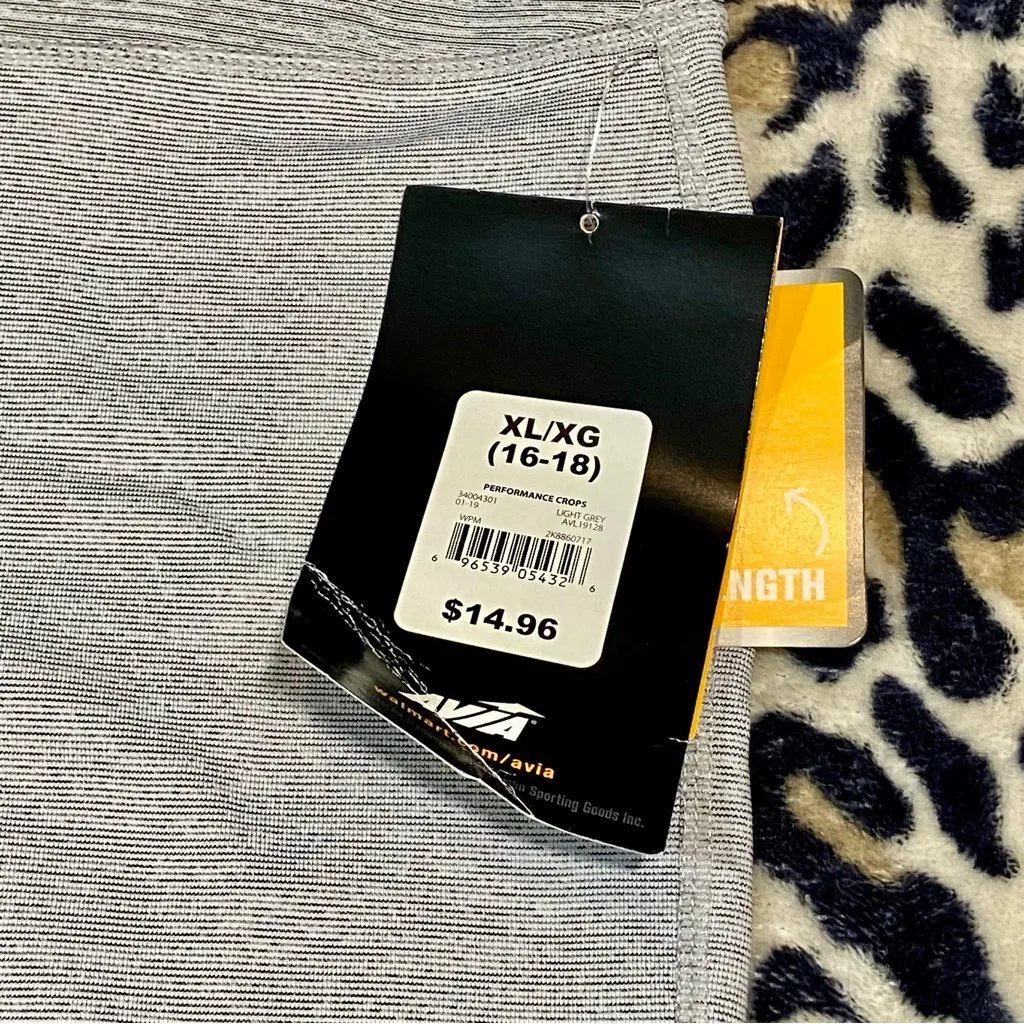 XL/XG
(16-18)
PERFORMANCE CROPS
34004301 LIGHT GREY
01-19 AVL19128
WPM 2K8860717
6 96539 05432 6
$14.96
AVIA®
walmart.com/avia
Sporting Goods Inc.
NGTH